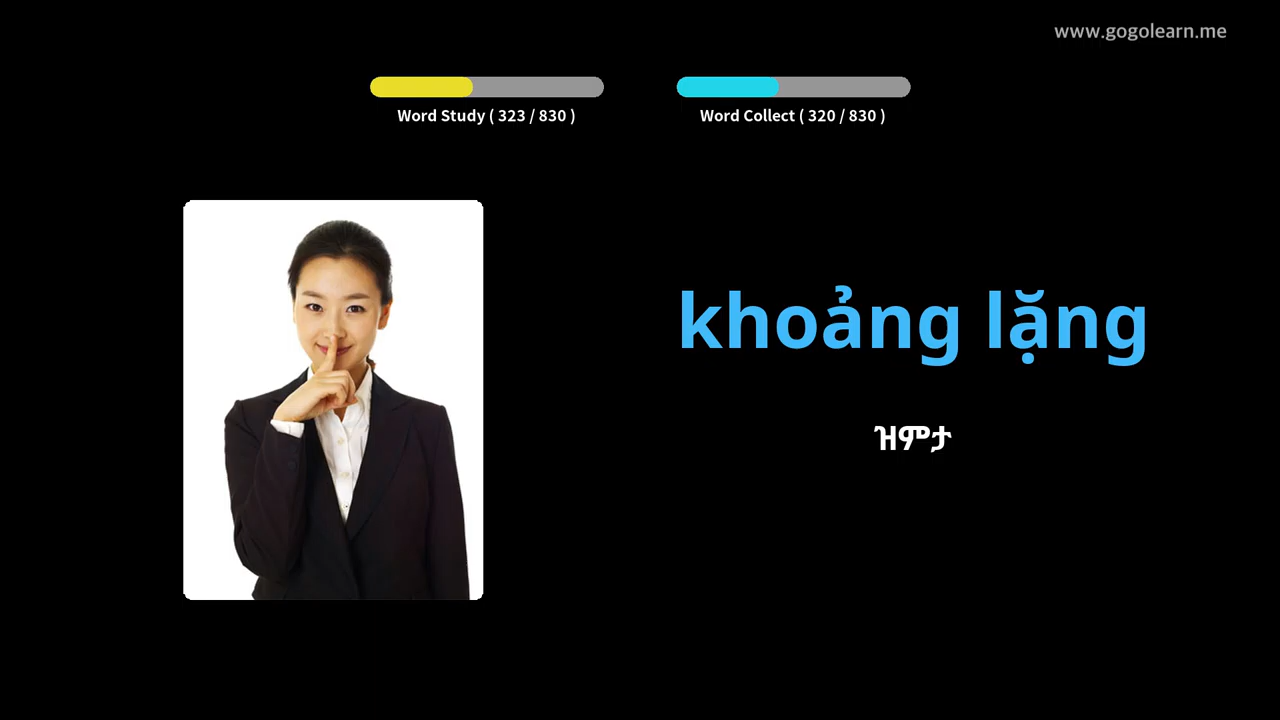 www.gogolearn.me
Word Study ( 323 / 830 )
Word Collect ( 320 / 830 )
khoảng lặng
ዝምታ